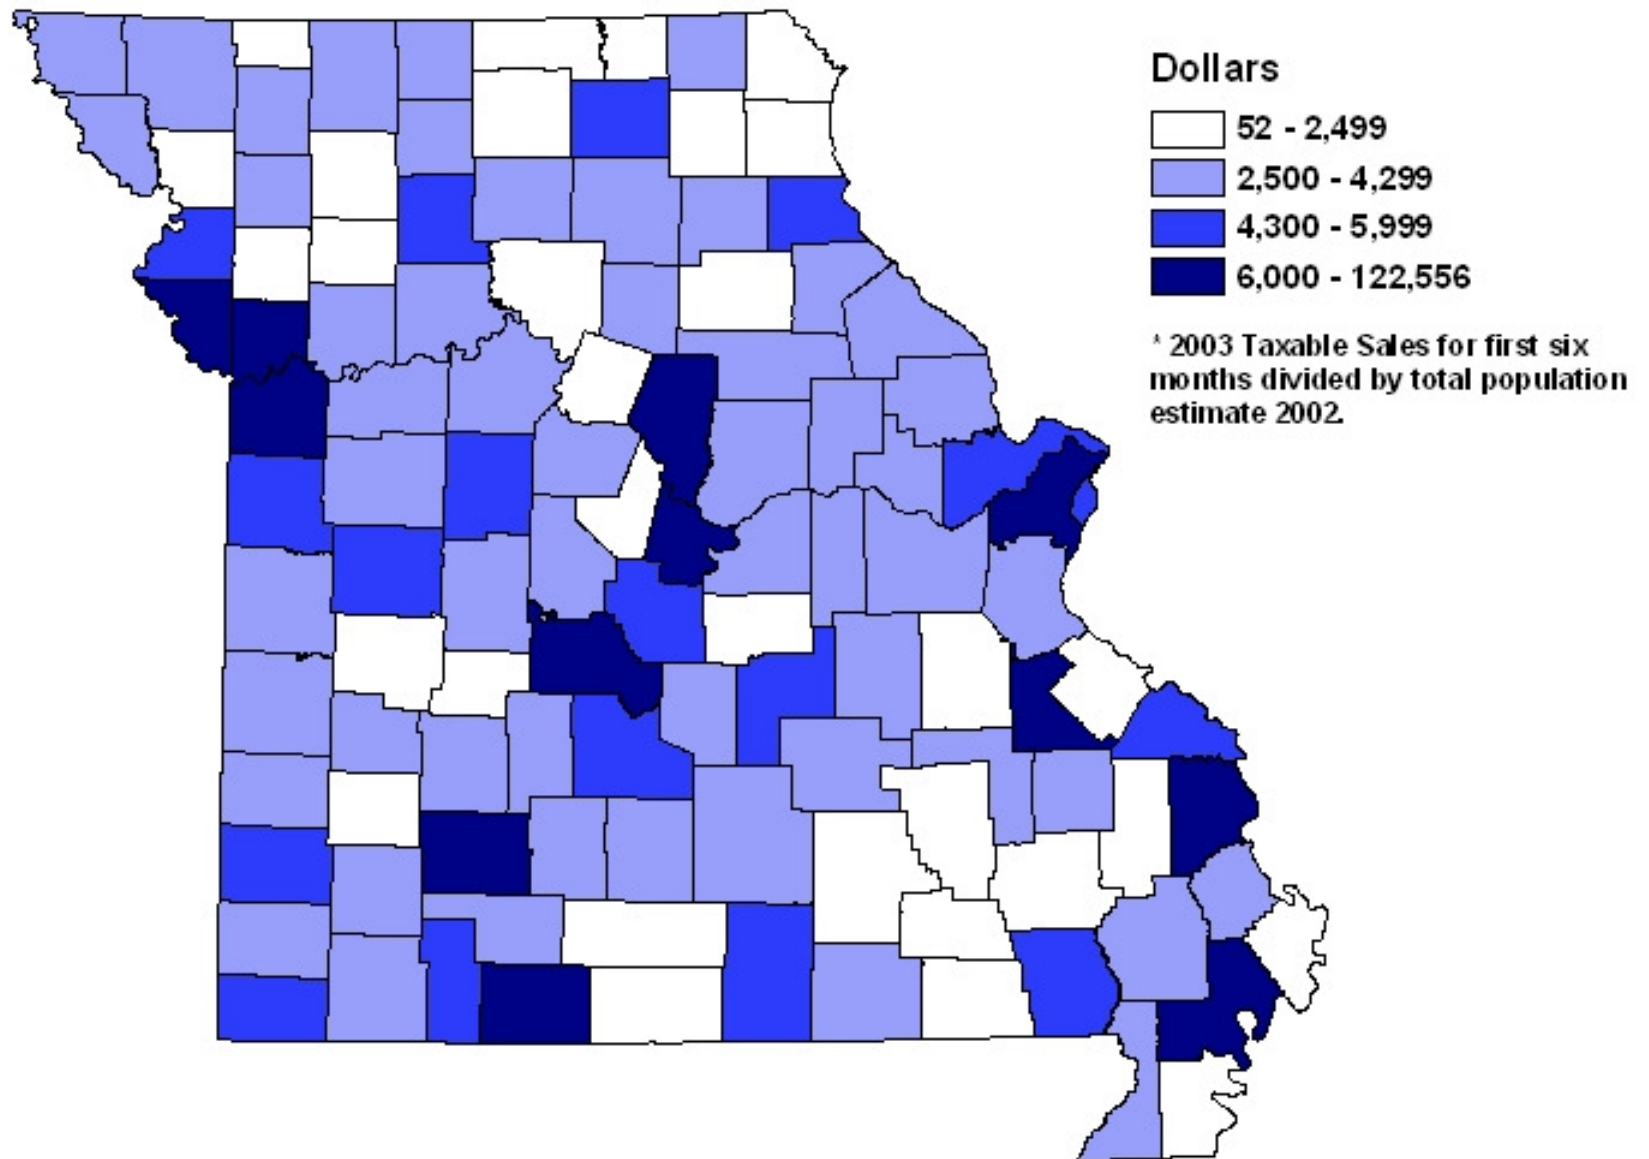 Dollars
52 - 2,499
2,500 - 4,299
4,300 - 5,999
6,000 - 122,556
* 2003 Taxable Sales for first six
months divided by total population
estimate 2002.